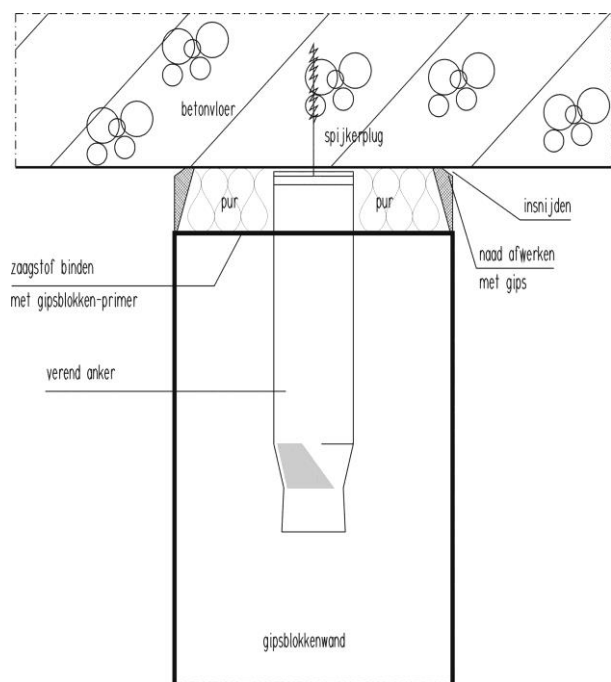 betonvloer
spijkerplug
pur
pur
insnijden
zaagstof binden
met gipsblokken-primer
naad afwerken
met gips
verend anker
gipsblokkenwand